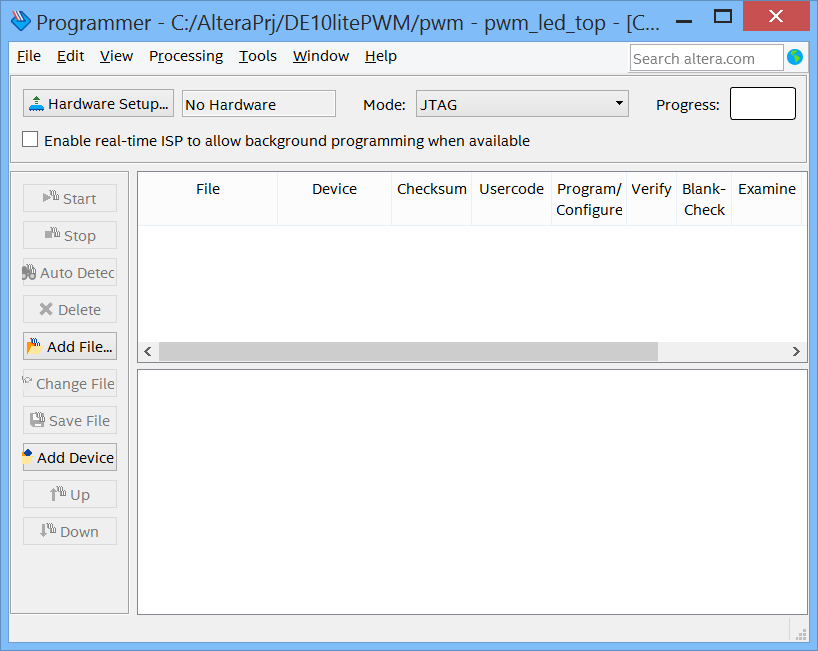 Programmer - C:/AlteraPrj/DE10litePWM/pwm - pwm_led_top - [C...
File Edit View Processing Tools Window Help
Search altera.com
Hardware Setup... No Hardware Mode: JTAG Progress:
Enable real-time ISP to allow background programming when available
Start
Stop
Auto Detec
Delete
Add File...
Change File
Save File
Add Device
Up
Down
File Device Checksum Usercode Program/ Verify Blank- Examine
Configure Check